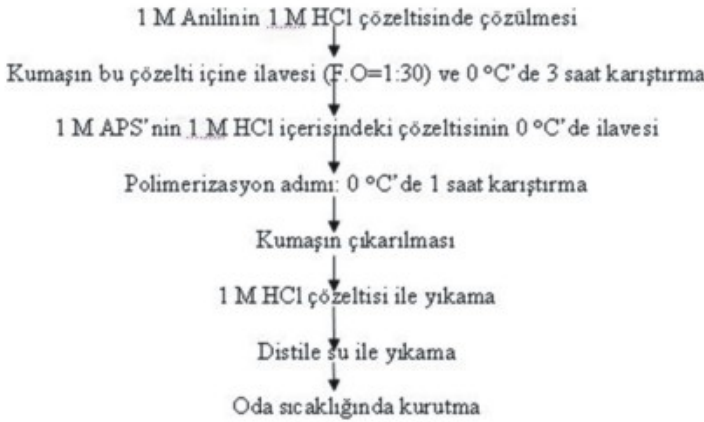 1 M Anilinin 1 M HCl çözeltisinde çözülmesi
Kumaşın bu çözelti içine ilavesi (F.O=1:30) ve 0 °C' de 3 saat karıştırma
1 M APS' nin 1 M HCl içerisindeki çözeltisinin 0 °C' de ilavesi
Polimerizasyon adımı: 0 °C' de 1 saat karıştırma
Kumaşın çıkarılması
1 M HCl çözeltisi ile yıkama
Distile su ile yıkama
Oda sıcaklığında kurutma